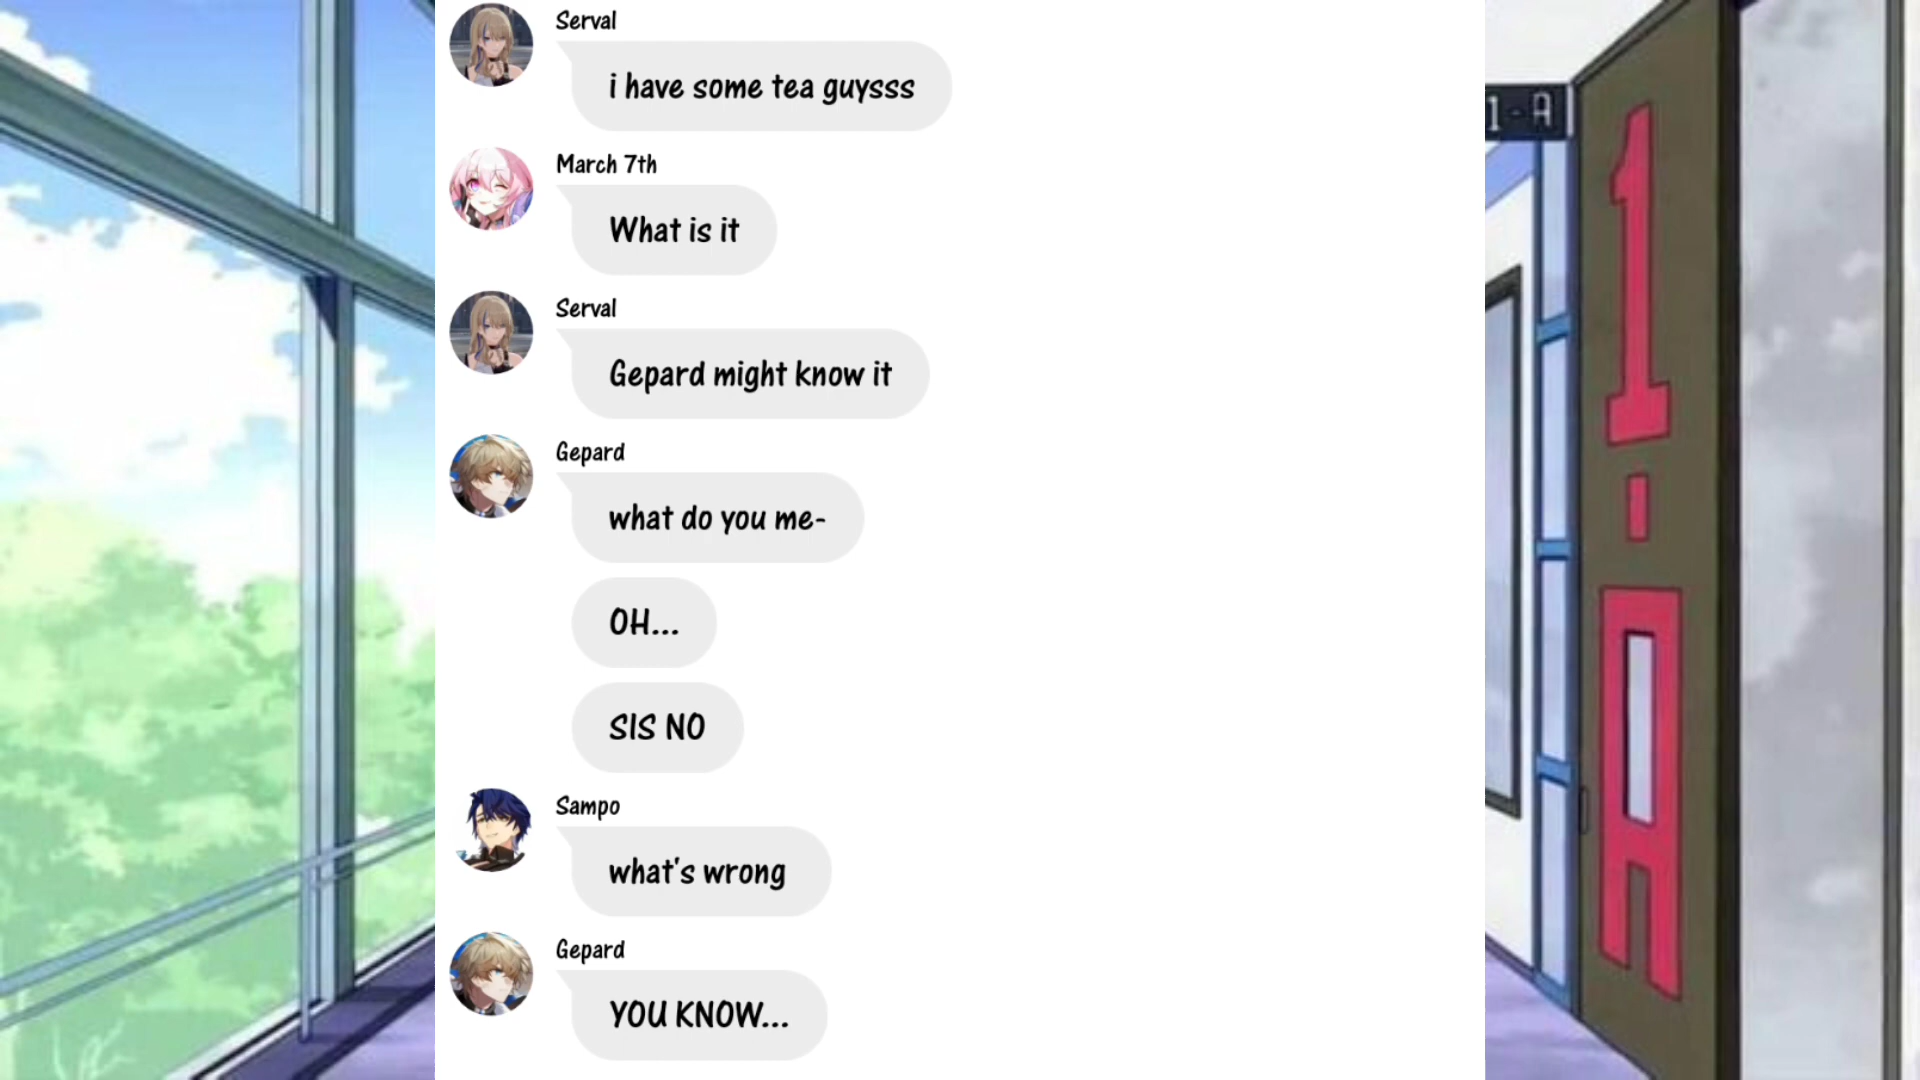 Serval
i have some tea guysss
March 7th
What is it
Serval
Gepard might know it
Gepard
what do you me-
OH...
SIS NO
Sampo
what's wrong
Gepard
YOU KNOW...
1-A
1-A